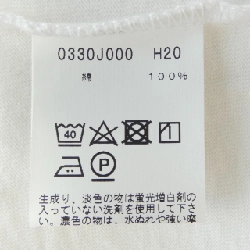 0330J000 H20
綿 100%
40
P
生成り、淡色の物は蛍光増白剤の
入っていない洗剤を使用して下さ
い。濃色の物は、水ぬれや強い摩